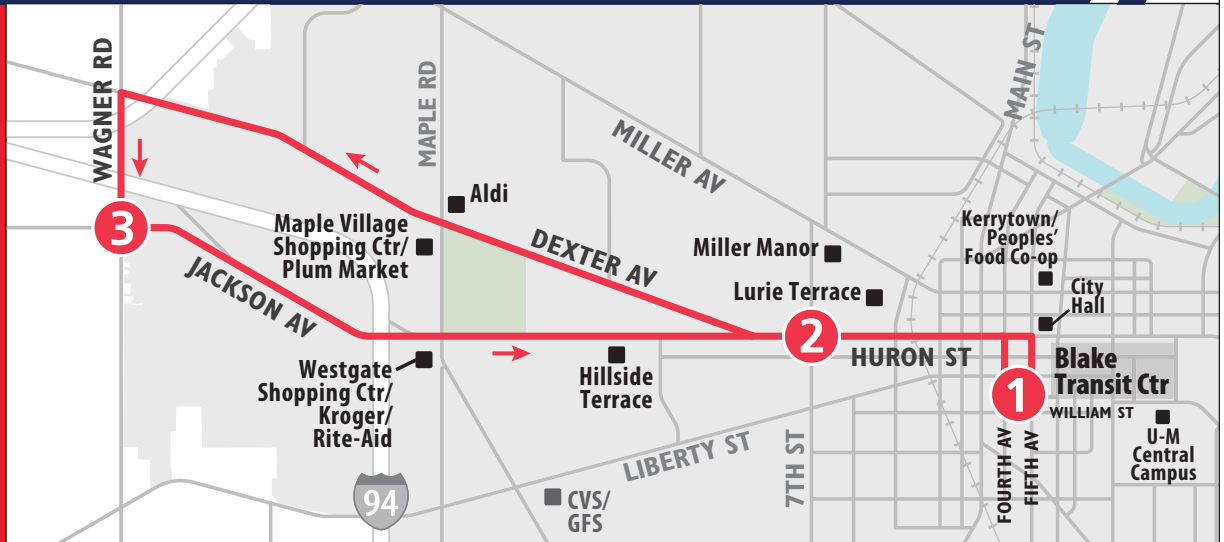 WAGNER RD
MAPLE RD
MAIN ST
MILLER AV
Aldi
Maple Village
Shopping Ctr/
Plum Market
DEXTER AV
Miller Manor
Kerrytown/
Peoples'
Food Co-op
City
Hall
Lurie Terrace
3
JACKSON AV
2
HURON ST
Westgate
Shopping Ctr/
Kroger/
Rite-Aid
Hillside
Terrace
1
Blake
Transit Ctr
WILLIAM ST
U-M
Central
Campus
LIBERTY ST
7TH ST
FOURTH AV
FIFTH AV
94
CVS/
GFS